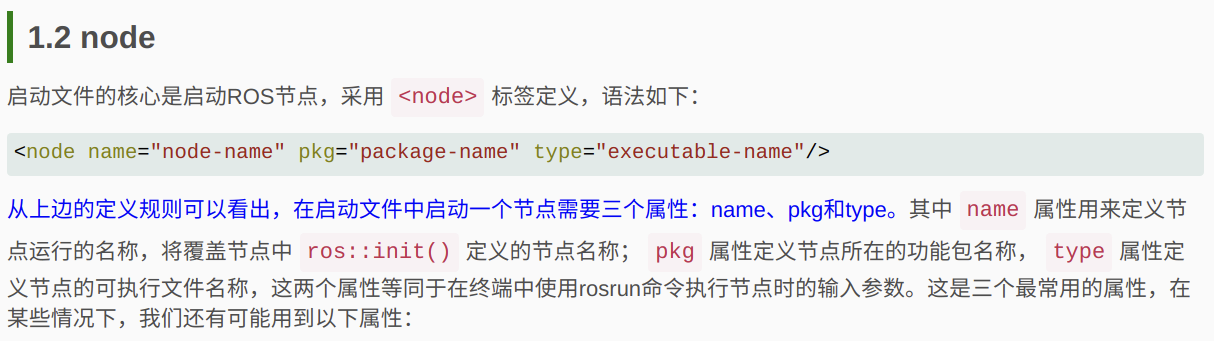 1.2 node
启动文件的核心是启动ROS节点，采用 <node> 标签定义，语法如下：
<node name="node-name" pkg="package-name" type="executable-name"/>
从上边的定义规则可以看出，在启动文件中启动一个节点需要三个属性：name、pkg和type。其中 name 属性用来定义节
点运行的名称，将覆盖节点中 ros::init() 定义的节点名称； pkg 属性定义节点所在的功能包名称， type 属性定
义节点的可执行文件名称，这两个属性等同于在终端中使用rosrun命令执行节点时的输入参数。这是三个最常用的属性，在
某些情况下，我们还有可能用到以下属性：